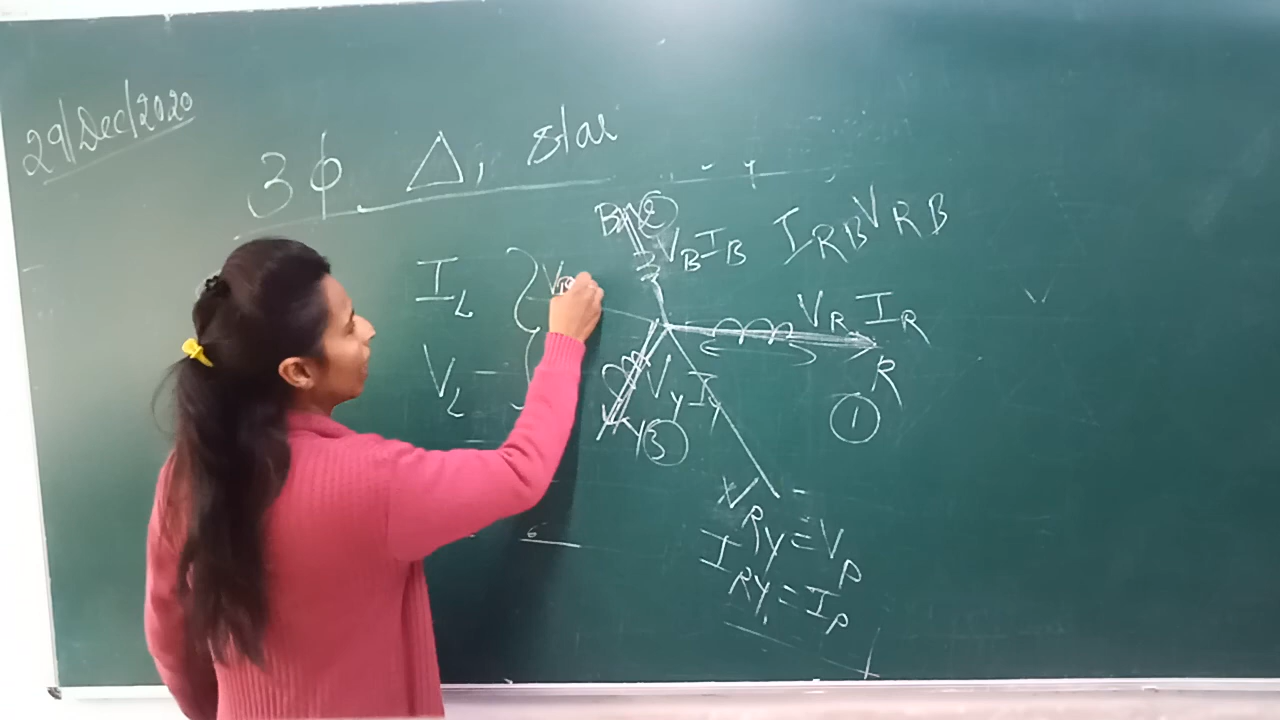 29/Dec/2020
3ϕ Δ, star
B 2
V_B I_B I_RB V_RB
I_L
V_R I_R
R
1
V_L
V_Y I_Y
Y 3
V_RY = V_P
I_RY = I_P